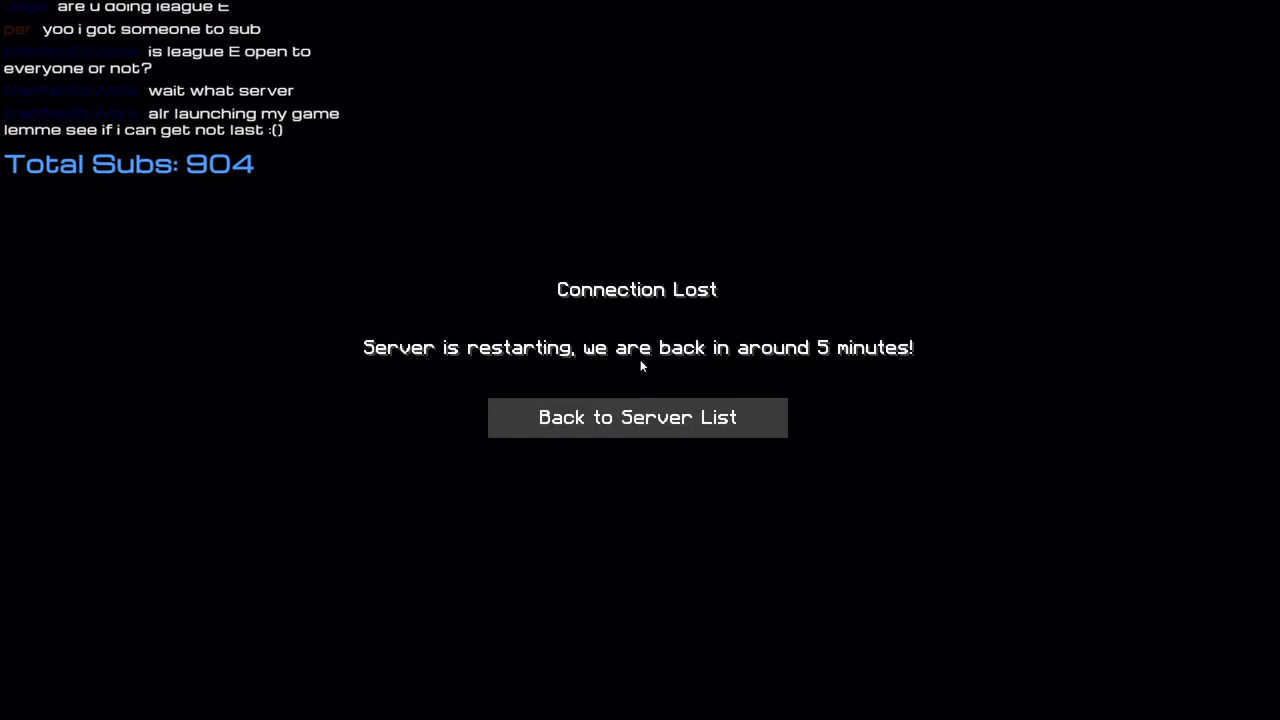 are u doing league E
par yoo i got someone to sub
is league E open to
everyone or not?
wait what server
alr launching my game
lemme see if i can get not last :()
Total Subs: 904
Connection Lost
Server is restarting, we are back in around 5 minutes!
Back to Server List